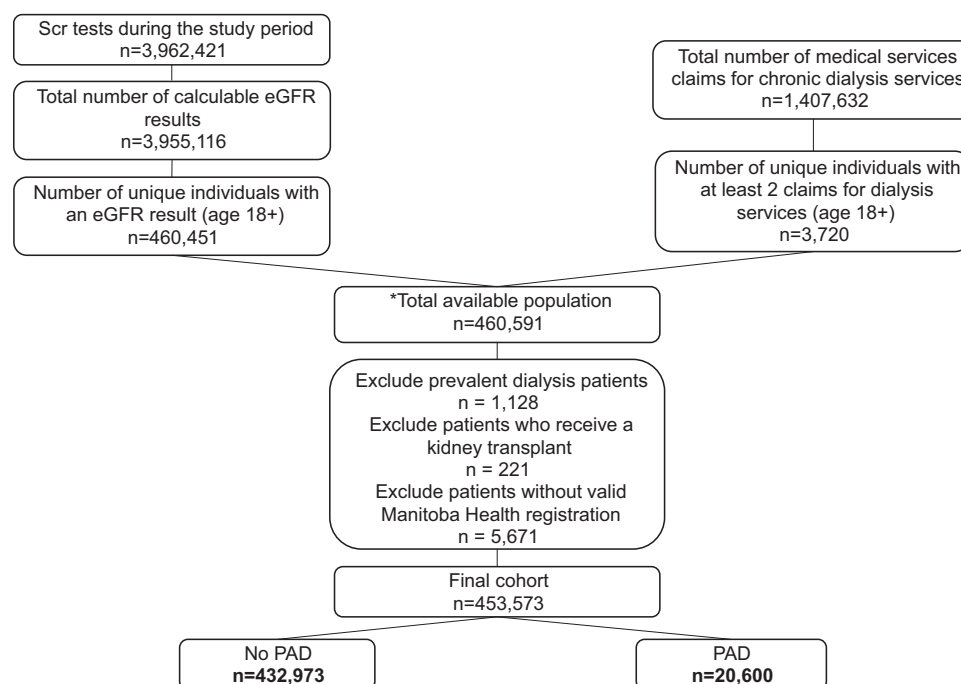 Scr tests during the study period
n=3,962,421
Total number of calculable eGFR
results
n=3,955,116
Number of unique individuals with
an eGFR result (age 18+)
n=460,451
Total number of medical services
claims for chronic dialysis services
n=1,407,632
Number of unique individuals with
at least 2 claims for dialysis
services (age 18+)
n=3,720
*Total available population
n=460,591
Exclude prevalent dialysis patients
n = 1,128
Exclude patients who receive a
kidney transplant
n = 221
Exclude patients without valid
Manitoba Health registration
n = 5,671
Final cohort
n=453,573
No PAD
n=432,973
PAD
n=20,600